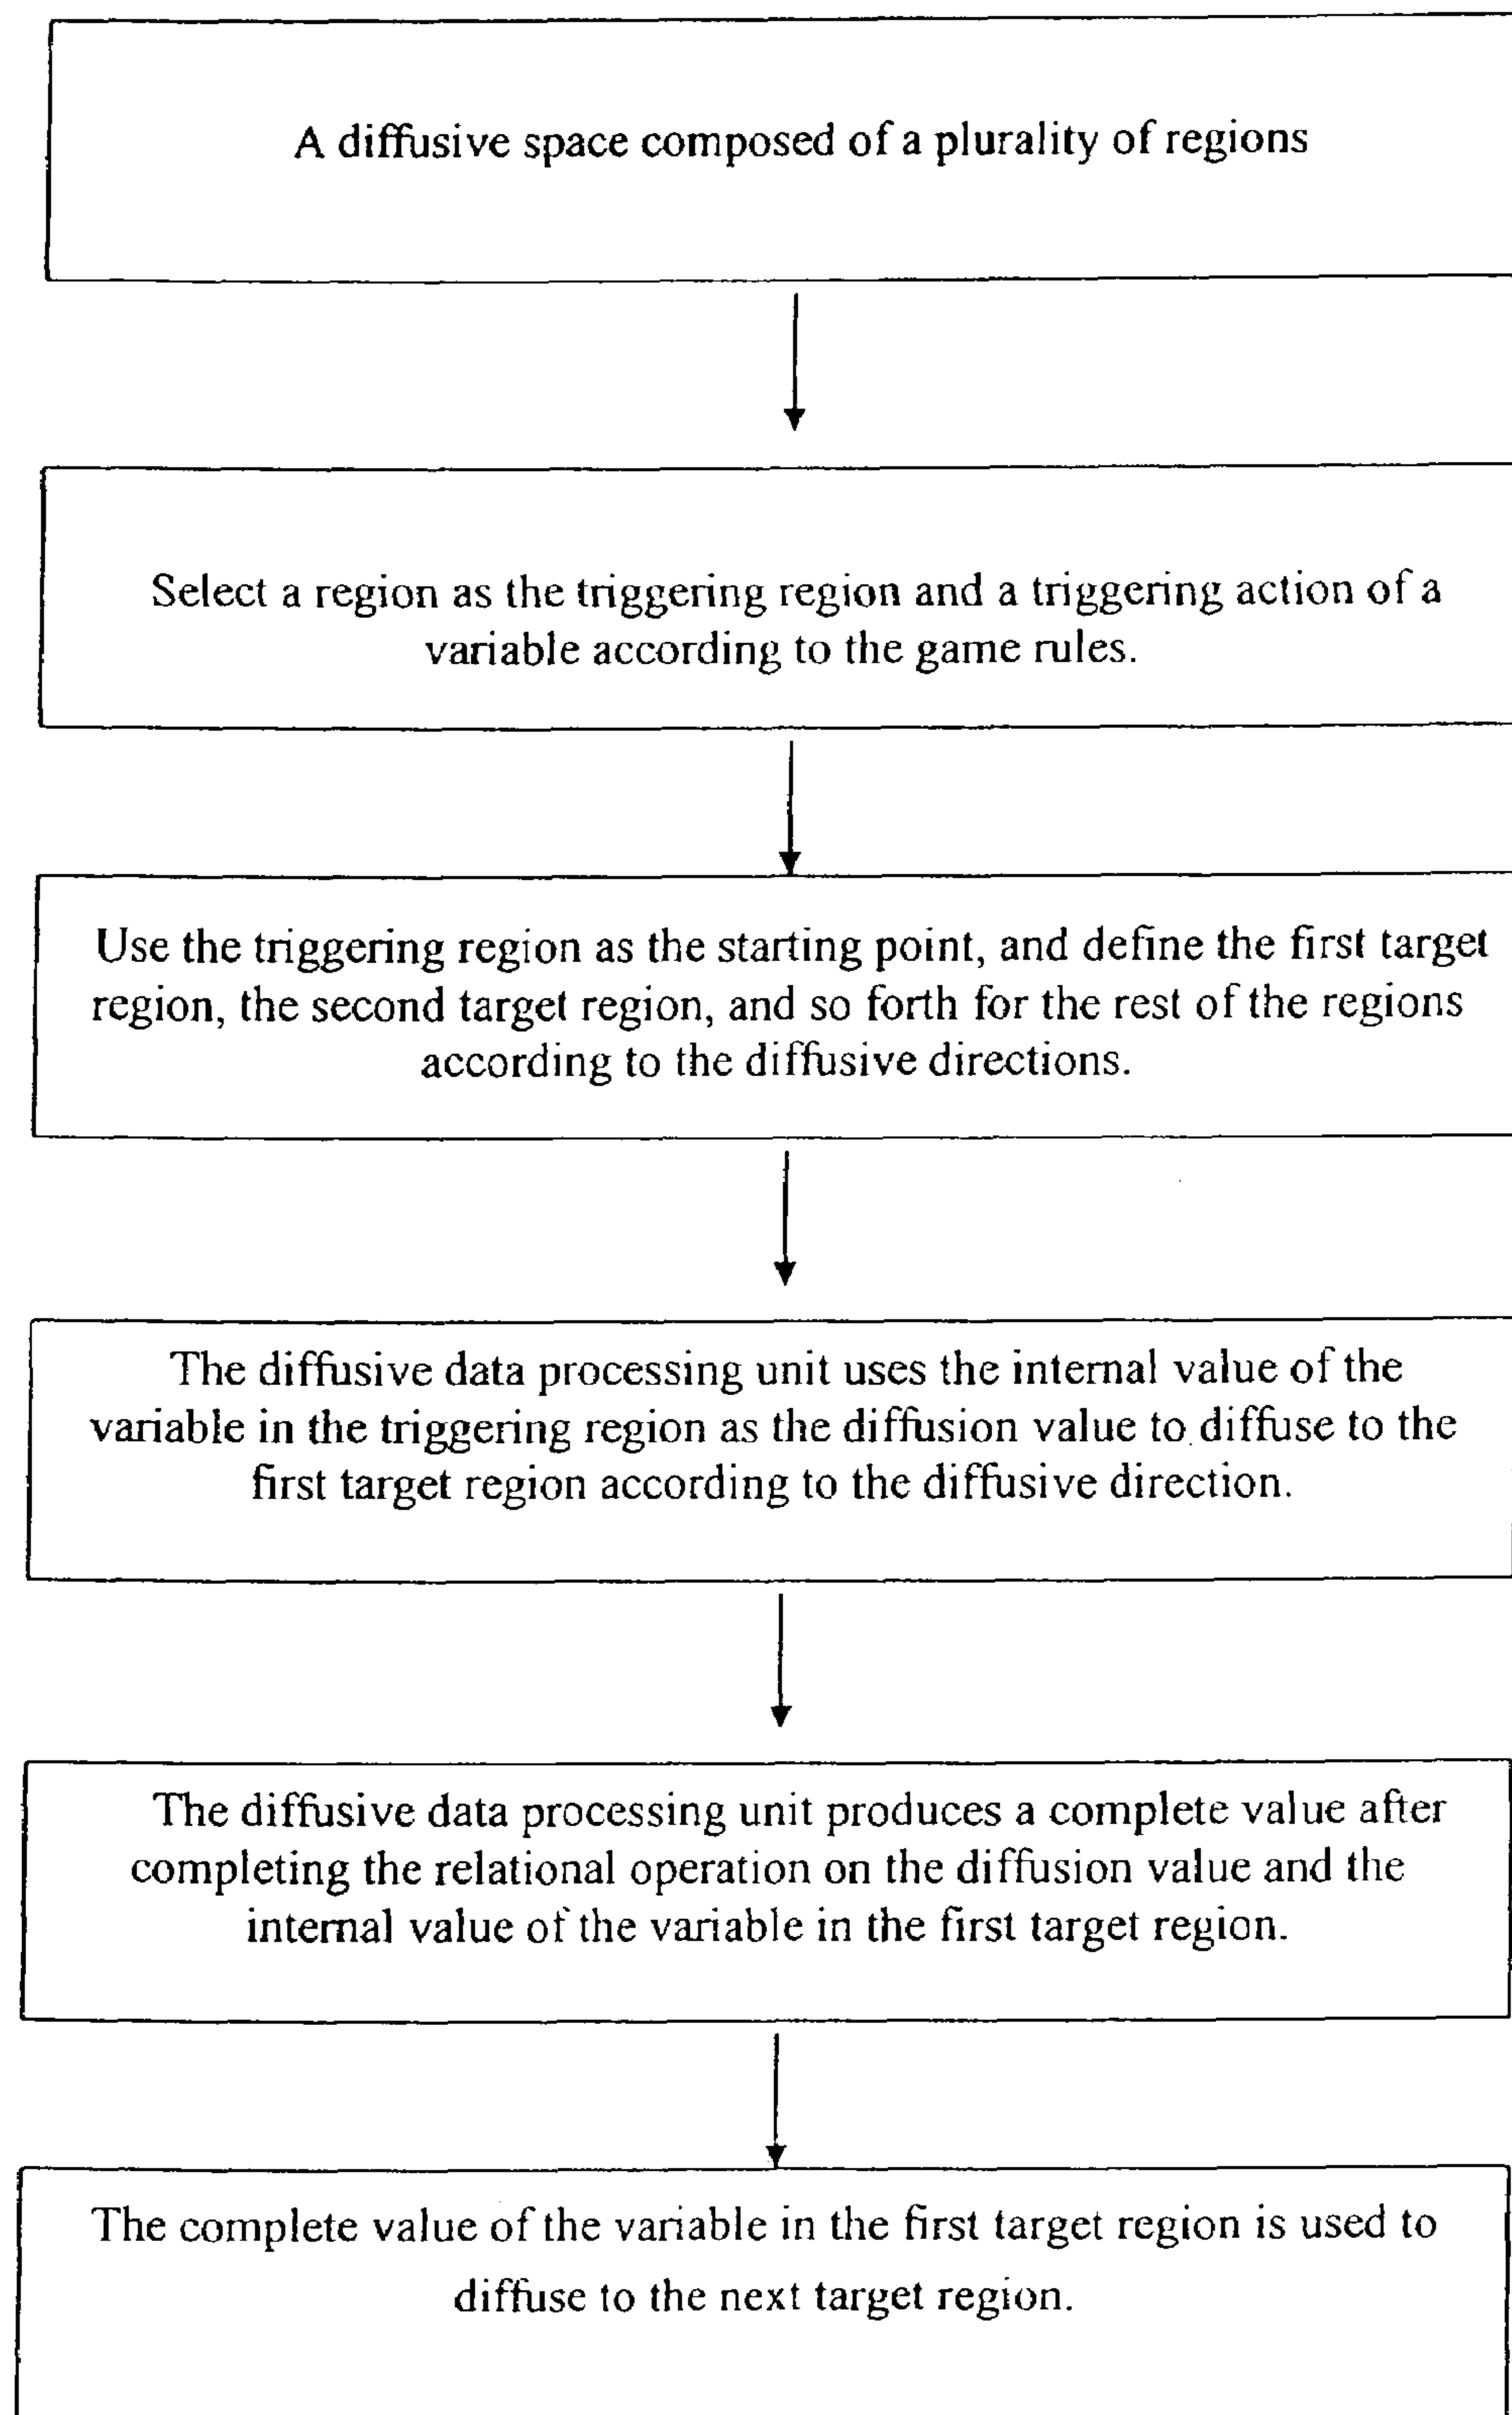 A diffusive space composed of a plurality of regions
Select a region as the triggering region and a triggering action of a
variable according to the game rules.
Use the triggering region as the starting point, and define the first target
region, the second target region, and so forth for the rest of the regions
according to the diffusive directions.
The diffusive data processing unit uses the internal value of the
variable in the triggering region as the diffusion value to diffuse to the
first target region according to the diffusive direction.
The diffusive data processing unit produces a complete value after
completing the relational operation on the diffusion value and the
internal value of the variable in the first target region.
The complete value of the variable in the first target region is used to
diffuse to the next target region.